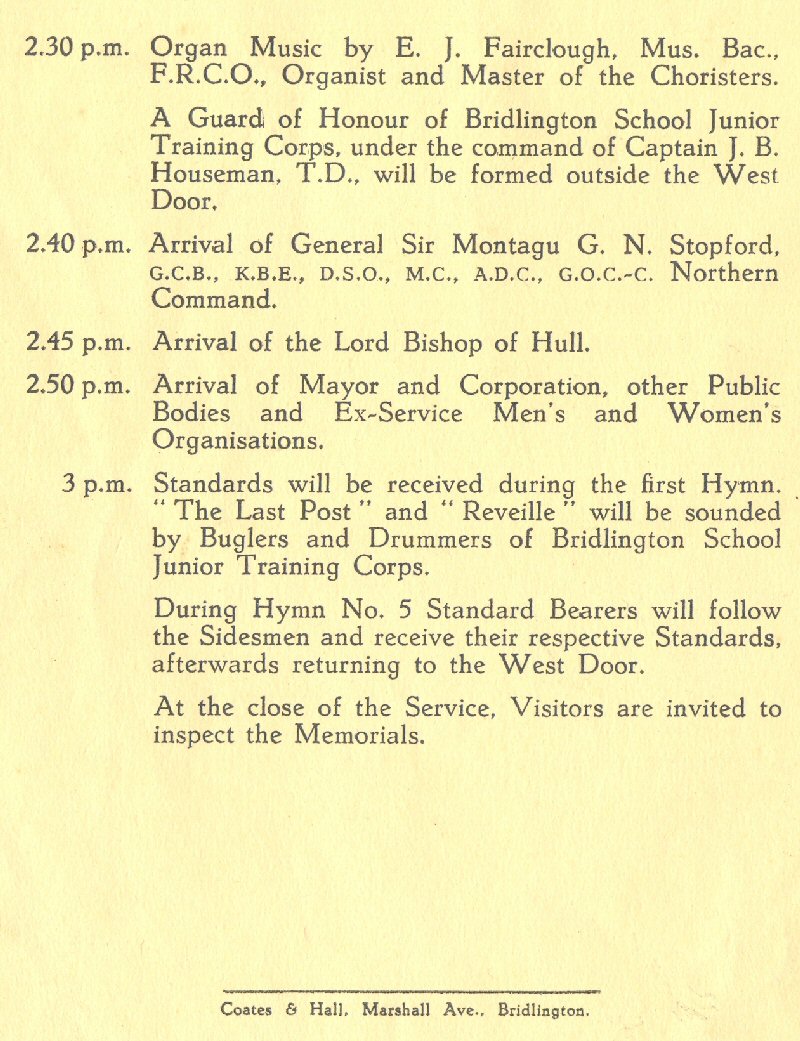 2.30 p.m. Organ Music by E. J. Fairclough, Mus. Bac.,
F.R.C.O., Organist and Master of the Choristers.
A Guard of Honour of Bridlington School Junior
Training Corps, under the command of Captain J. B.
Houseman, T.D., will be formed outside the West
Door.
2.40 p.m. Arrival of General Sir Montagu G. N. Stopford,
G.C.B., K.B.E., D.S.O., M.C., A.D.C., G.O.C.-C. Northern
Command.
2.45 p.m. Arrival of the Lord Bishop of Hull.
2.50 p.m. Arrival of Mayor and Corporation, other Public
Bodies and Ex-Service Men's and Women's
Organisations.
3 p.m. Standards will be received during the first Hymn.
" The Last Post " and " Reveille " will be sounded
by Buglers and Drummers of Bridlington School
Junior Training Corps.
During Hymn No. 5 Standard Bearers will follow
the Sidesmen and receive their respective Standards,
afterwards returning to the West Door.
At the close of the Service, Visitors are invited to
inspect the Memorials.
Coates & Hall, Marshall Ave., Bridlington.